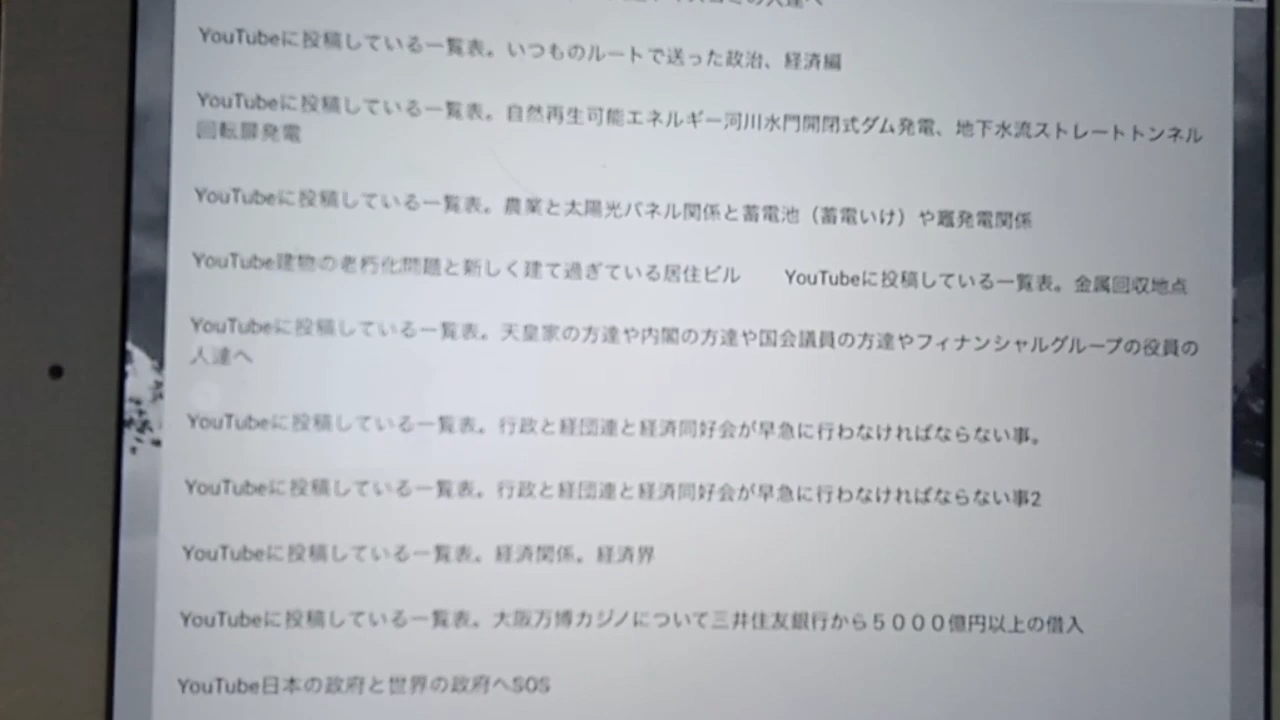 の人達へ
YouTubeに投稿している一覧表。いつものルートで送った政治、経済編
YouTubeに投稿している一覧表。自然再生可能エネルギー河川水門開閉式ダム発電、地下水流ストレートトンネル
回転扉発電
YouTubeに投稿している一覧表。農業と太陽光パネル関係と蓄電池（蓄電いけ）や竈発電関係
YouTube建物の老朽化問題と新しく建て過ぎている居住ビル　　YouTubeに投稿している一覧表。金属回収地点
YouTubeに投稿している一覧表。天皇家の方達や内閣の方達や国会議員の方達やフィナンシャルグループの役員の
人達へ
YouTubeに投稿している一覧表。行政と経団連と経済同好会が早急に行わなければならない事。
YouTubeに投稿している一覧表。行政と経団連と経済同好会が早急に行わなければならない事2
YouTubeに投稿している一覧表。経済関係。経済界
YouTubeに投稿している一覧表。大阪万博カジノについて三井住友銀行から５０００億円以上の借入
YouTube日本の政府と世界の政府へSOS